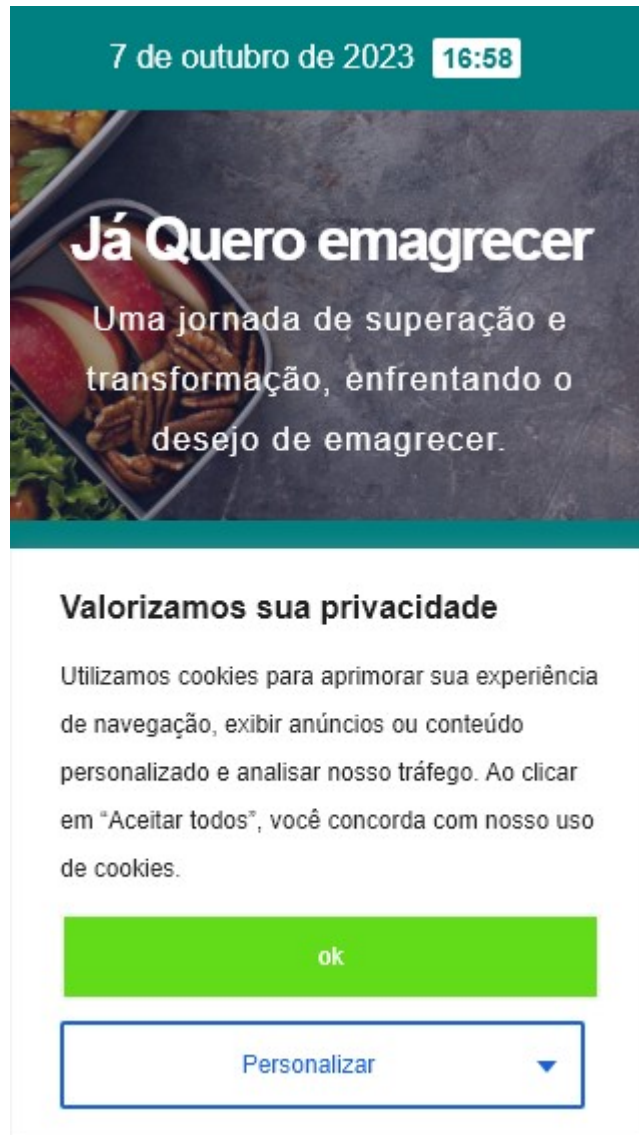 7 de outubro de 2023 16:58
Já Quero emagrecer
Uma jornada de superação e
transformação, enfrentando o
desejo de emagrecer.
Valorizamos sua privacidade
Utilizamos cookies para aprimorar sua experiência
de navegação, exibir anúncios ou conteúdo
personalizado e analisar nosso tráfego. Ao clicar
em “Aceitar todos”, você concorda com nosso uso
de cookies.
ok
Personalizar